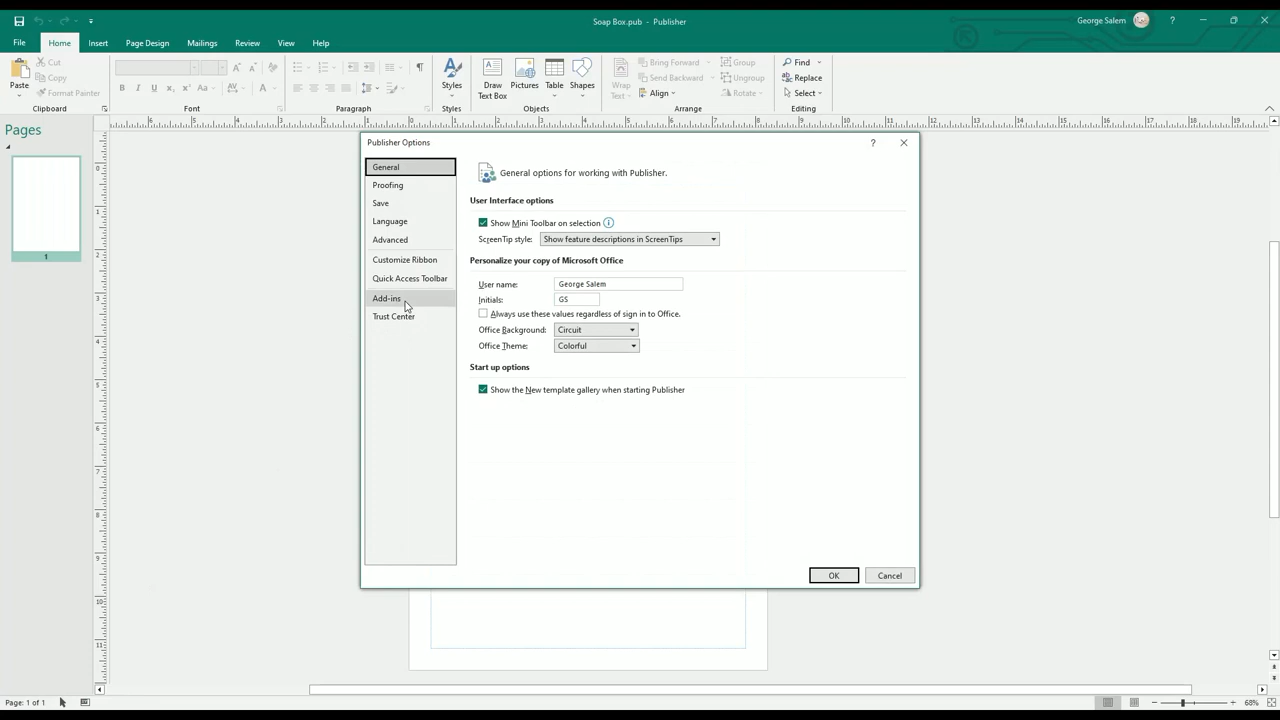 Soap Box.pub - Publisher
George Salem
?
File Home Insert Page Design Mailings Review View Help
Paste
Cut
Copy
Format Painter
Clipboard
B I U x₂ x² Aa AV A
Font
¶
Paragraph
Styles
Styles
Draw Text Box
Pictures
Table
Shapes
Objects
Wrap Text
Bring Forward
Send Backward
Align
Group
Ungroup
Rotate
Arrange
Find
Replace
Select
Editing
Pages
1
Publisher Options
?
General
Proofing
Save
Language
Advanced
Customize Ribbon
Quick Access Toolbar
Add-ins
Trust Center
General options for working with Publisher.
User Interface options
Show Mini Toolbar on selection
ScreenTip style: Show feature descriptions in ScreenTips
Personalize your copy of Microsoft Office
User name: George Salem
Initials: GS
Always use these values regardless of sign in to Office.
Office Background: Circuit
Office Theme: Colorful
Start up options
Show the New template gallery when starting Publisher
OK
Cancel
Page: 1 of 1
68%